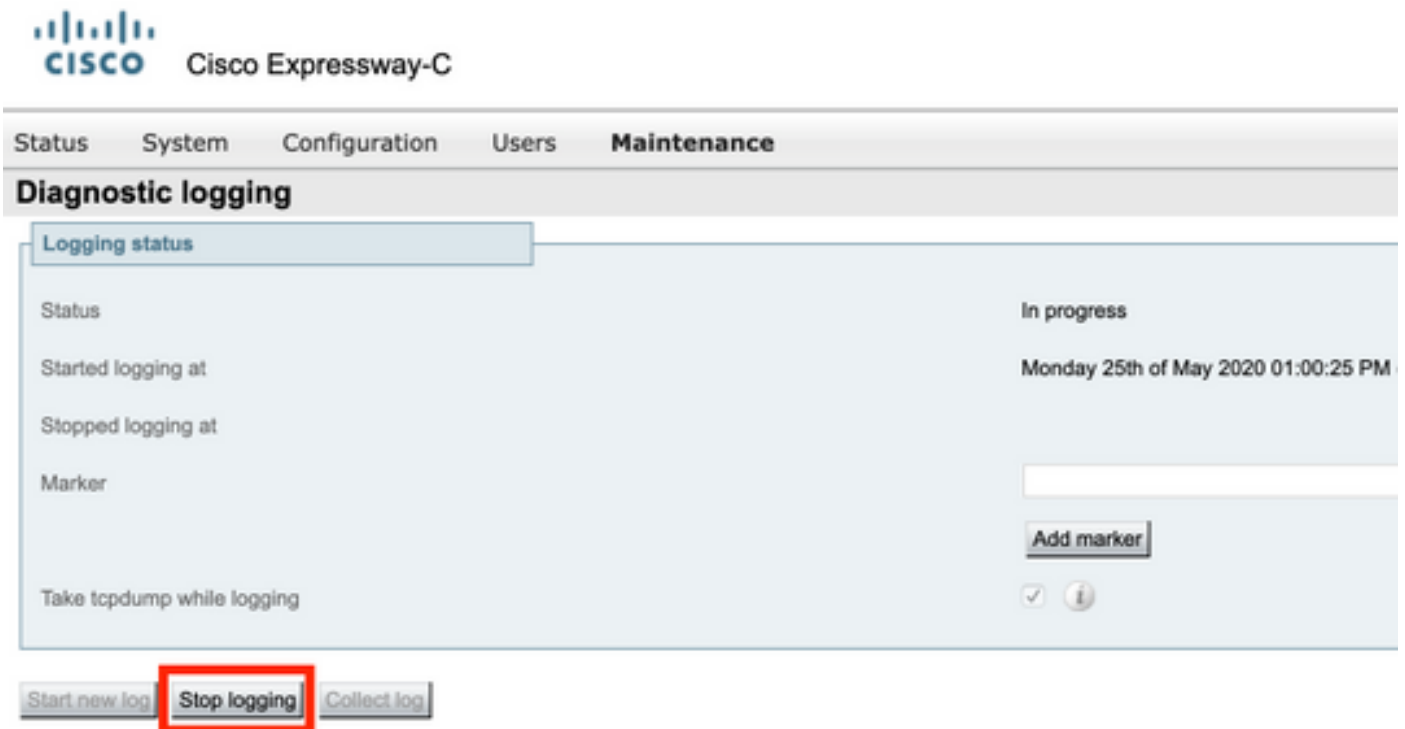 CISCO Cisco Expressway-C
Status System Configuration Users Maintenance
Diagnostic logging
Logging status
Status In progress
Started logging at Monday 25th of May 2020 01:00:25 PM
Stopped logging at
Marker
Add marker
Take tcpdump while logging i
Start new log Stop logging Collect log